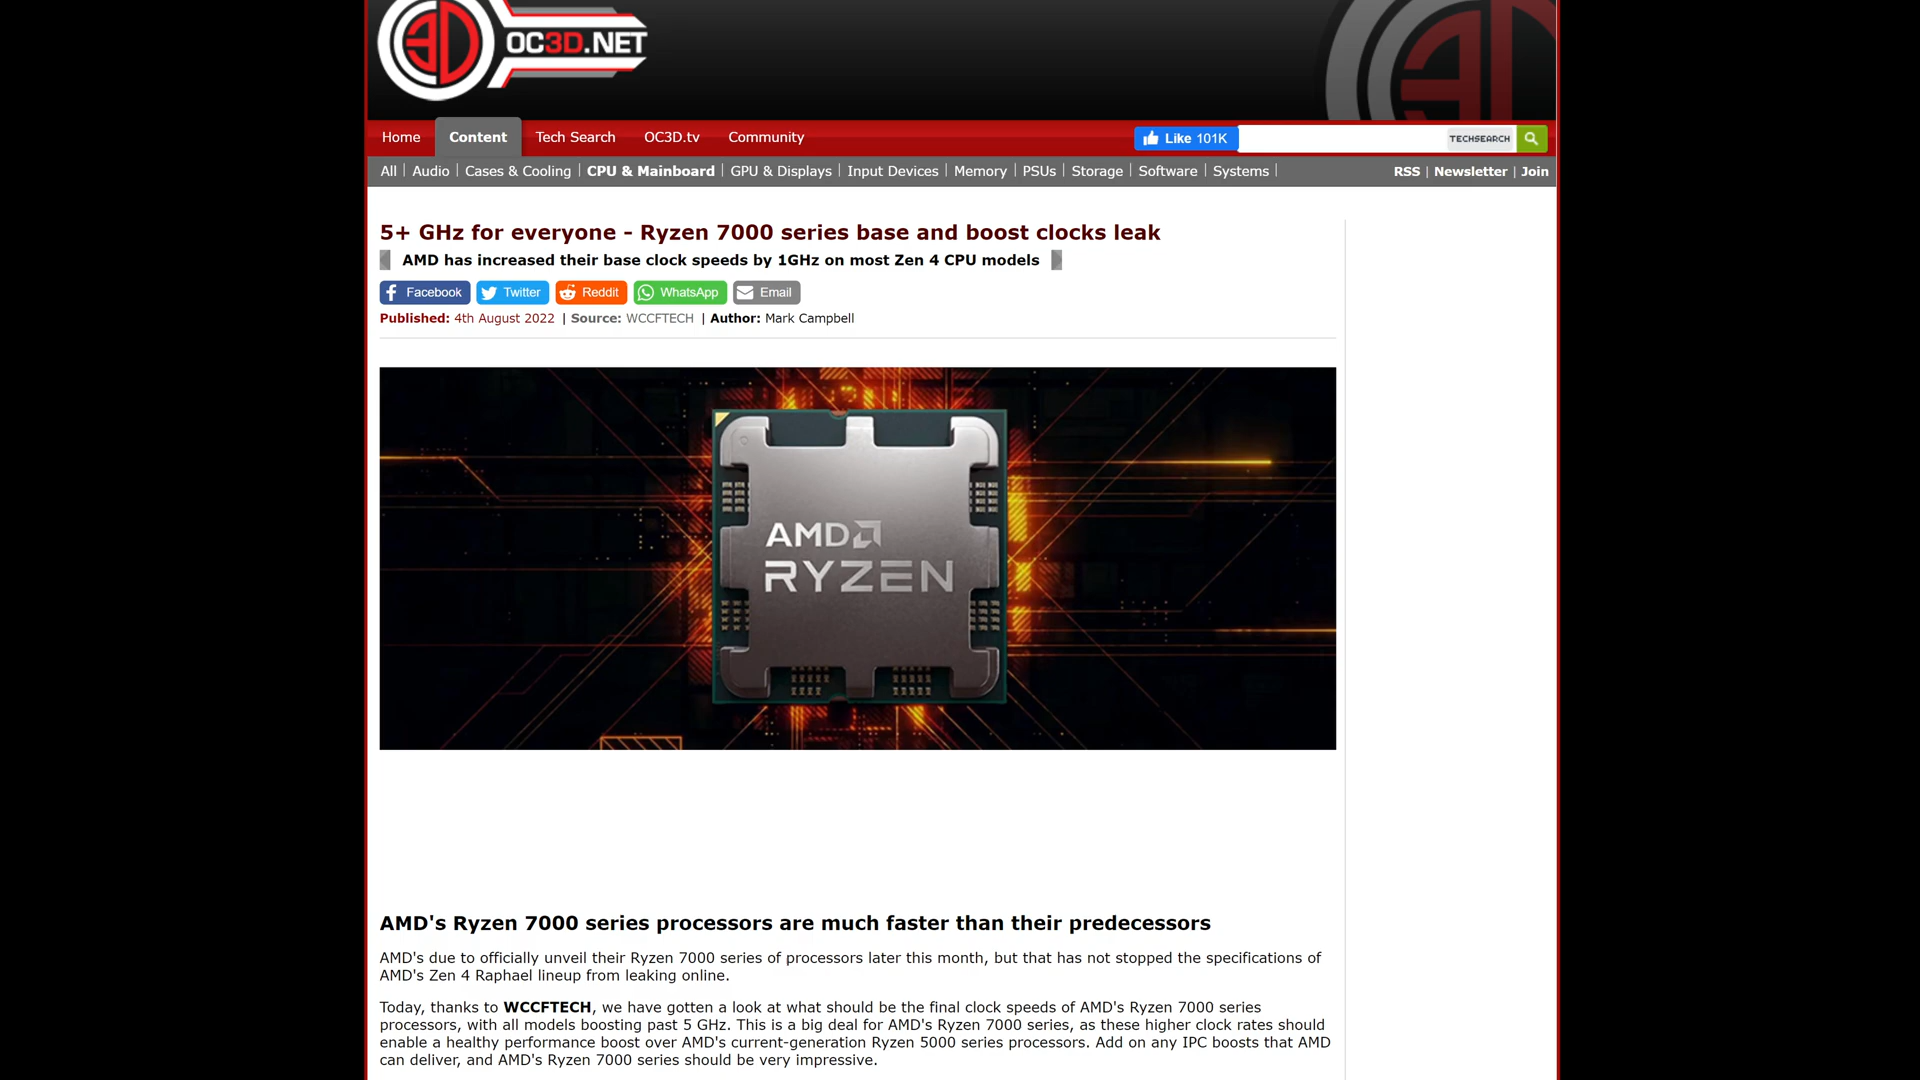 OC3D.NET
Home Content Tech Search OC3D.tv Community Like 101K TECHSEARCH
All | Audio | Cases & Cooling | CPU & Mainboard | GPU & Displays | Input Devices | Memory | PSUs | Storage | Software | Systems | RSS | Newsletter | Join
5+ GHz for everyone - Ryzen 7000 series base and boost clocks leak
AMD has increased their base clock speeds by 1GHz on most Zen 4 CPU models
Facebook Twitter Reddit WhatsApp Email
Published: 4th August 2022 | Source: WCCFTECH | Author: Mark Campbell
AMD
RYZEN
AMD's Ryzen 7000 series processors are much faster than their predecessors
AMD's due to officially unveil their Ryzen 7000 series of processors later this month, but that has not stopped the specifications of
AMD's Zen 4 Raphael lineup from leaking online.
Today, thanks to WCCFTECH, we have gotten a look at what should be the final clock speeds of AMD's Ryzen 7000 series
processors, with all models boosting past 5 GHz. This is a big deal for AMD's Ryzen 7000 series, as these higher clock rates should
enable a healthy performance boost over AMD's current-generation Ryzen 5000 series processors. Add on any IPC boosts that AMD
can deliver, and AMD's Ryzen 7000 series should be very impressive.